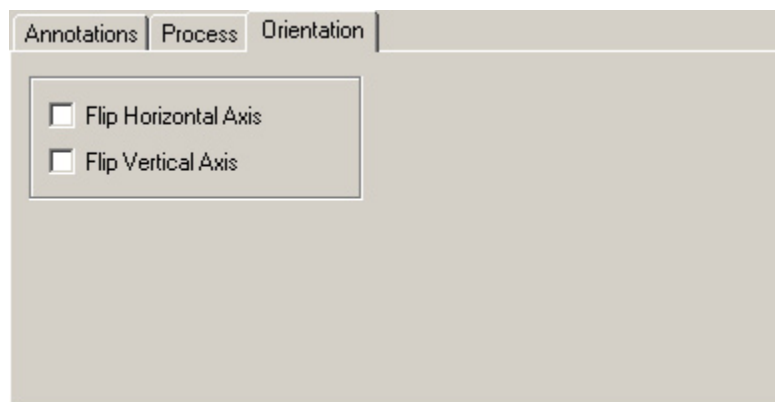 Annotations Process Orientation
Flip Horizontal Axis
Flip Vertical Axis